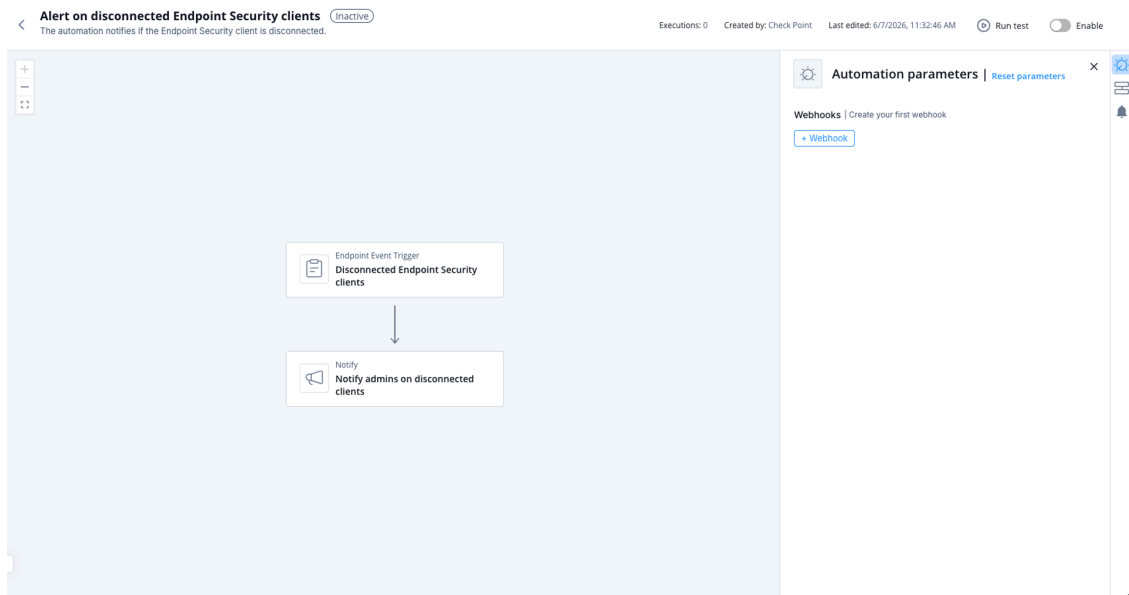 Alert on disconnected Endpoint Security clients Inactive
The automation notifies if the Endpoint Security client is disconnected.
Executions: 0 Created by: Check Point Last edited: 6/7/2026, 11:32:46 AM Run test Enable
Automation parameters | Reset parameters
Webhooks | Create your first webhook
+ Webhook
Endpoint Event Trigger
Disconnected Endpoint Security
clients
Notify
Notify admins on disconnected
clients